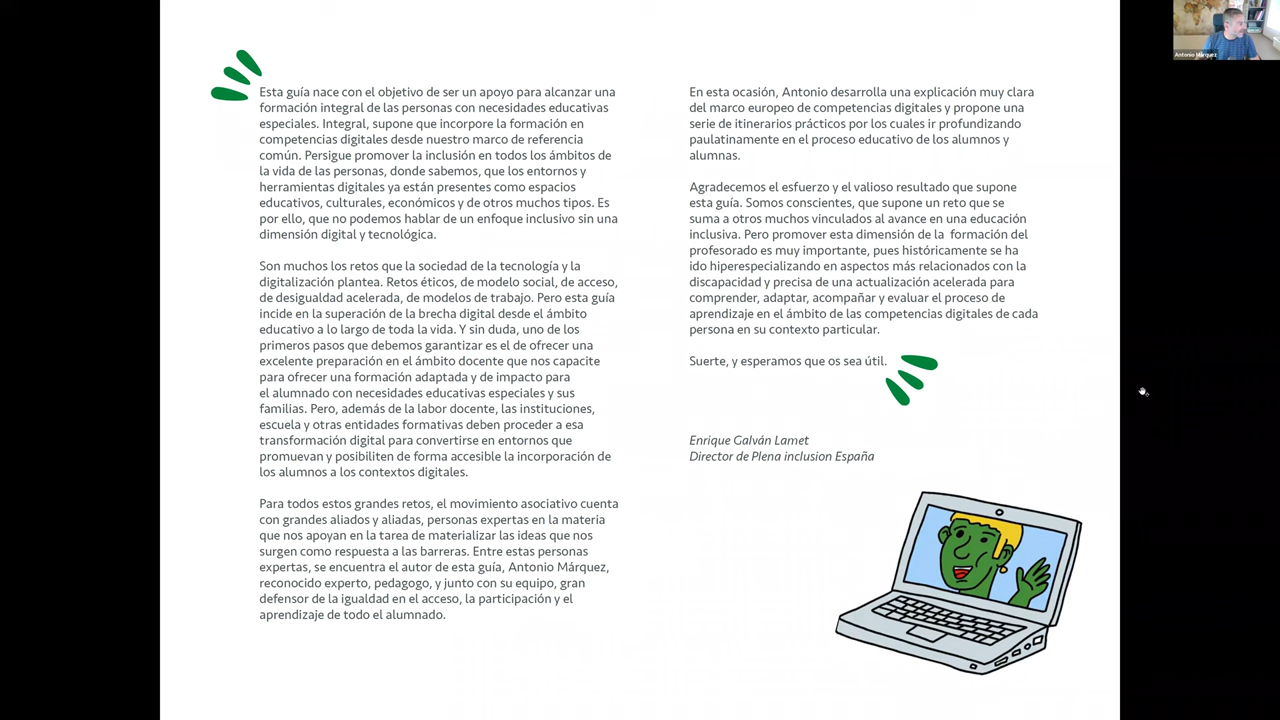 Esta guía nace con el objetivo de ser un apoyo para alcanzar una
formación integral de las personas con necesidades educativas
especiales. Integral, supone que incorpore la formación en
competencias digitales desde nuestro marco de referencia
común. Persigue promover la inclusión en todos los ámbitos de
la vida de las personas, donde sabemos, que los entornos y
herramientas digitales ya están presentes como espacios
educativos, culturales, económicos y de otros muchos tipos. Es
por ello, que no podemos hablar de un enfoque inclusivo sin una
dimensión digital y tecnológica.
Son muchos los retos que la sociedad de la tecnología y la
digitalización plantea. Retos éticos, de modelo social, de acceso,
de desigualdad acelerada, de modelos de trabajo. Pero esta guía
incide en la superación de la brecha digital desde el ámbito
educativo a lo largo de toda la vida. Y sin duda, uno de los
primeros pasos que debemos garantizar es el de ofrecer una
excelente preparación en el ámbito docente que nos capacite
para ofrecer una formación adaptada y de impacto para
el alumnado con necesidades educativas especiales y sus
familias. Pero, además de la labor docente, las instituciones,
escuela y otras entidades formativas deben proceder a esa
transformación digital para convertirse en entornos que
promuevan y posibiliten de forma accesible la incorporación de
los alumnos a los contextos digitales.
Para todos estos grandes retos, el movimiento asociativo cuenta
con grandes aliados y aliadas, personas expertas en la materia
que nos apoyan en la tarea de materializar las ideas que nos
surgen como respuesta a las barreras. Entre estas personas
expertas, se encuentra el autor de esta guía, Antonio Márquez,
reconocido experto, pedagogo, y junto con su equipo, gran
defensor de la igualdad en el acceso, la participación y el
aprendizaje de todo el alumnado.
En esta ocasión, Antonio desarrolla una explicación muy clara
del marco europeo de competencias digitales y propone una
serie de itinerarios prácticos por los cuales ir profundizando
paulatinamente en el proceso educativo de los alumnos y
alumnas.
Agradecemos el esfuerzo y el valioso resultado que supone
esta guía. Somos conscientes, que supone un reto que se
suma a otros muchos vinculados al avance en una educación
inclusiva. Pero promover esta dimensión de la formación del
profesorado es muy importante, pues históricamente se ha
ido hiperespecializando en aspectos más relacionados con la
discapacidad y precisa de una actualización acelerada para
comprender, adaptar, acompañar y evaluar el proceso de
aprendizaje en el ámbito de las competencias digitales de cada
persona en su contexto particular.
Suerte, y esperamos que os sea útil.
Enrique Galván Lamet
Director de Plena inclusion España
Antonio Márquez